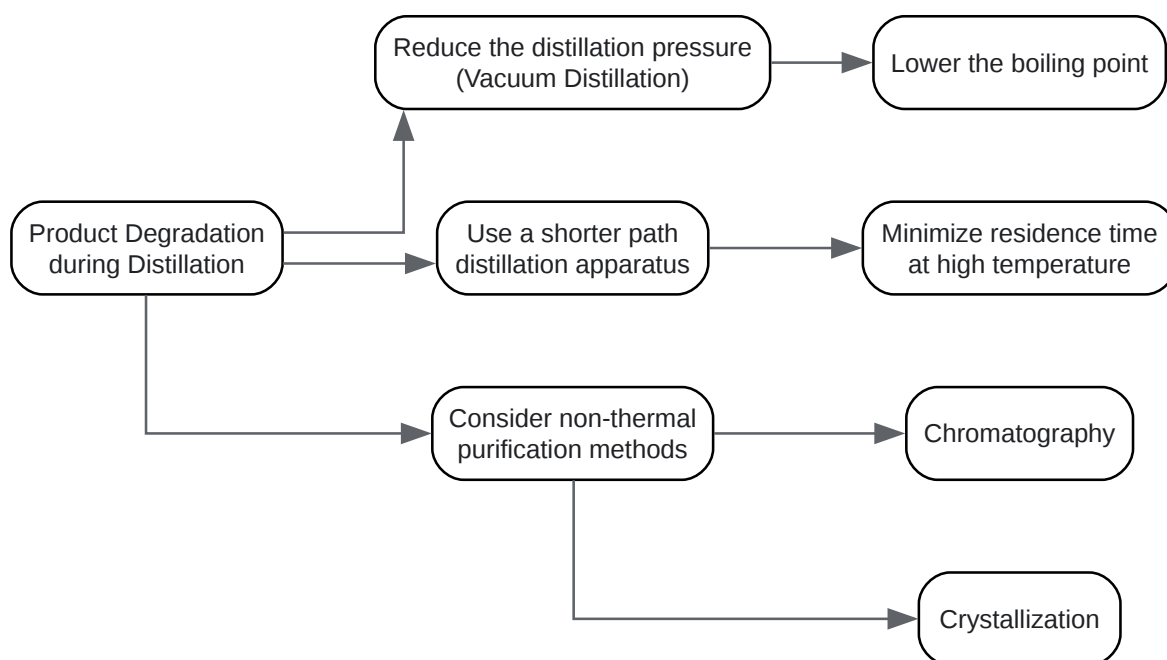 Reduce the distillation pressure
(Vacuum Distillation)
Lower the boiling point
Product Degradation
during Distillation
Use a shorter path
distillation apparatus
Minimize residence time
at high temperature
Consider non-thermal
purification methods
Chromatography
Crystallization